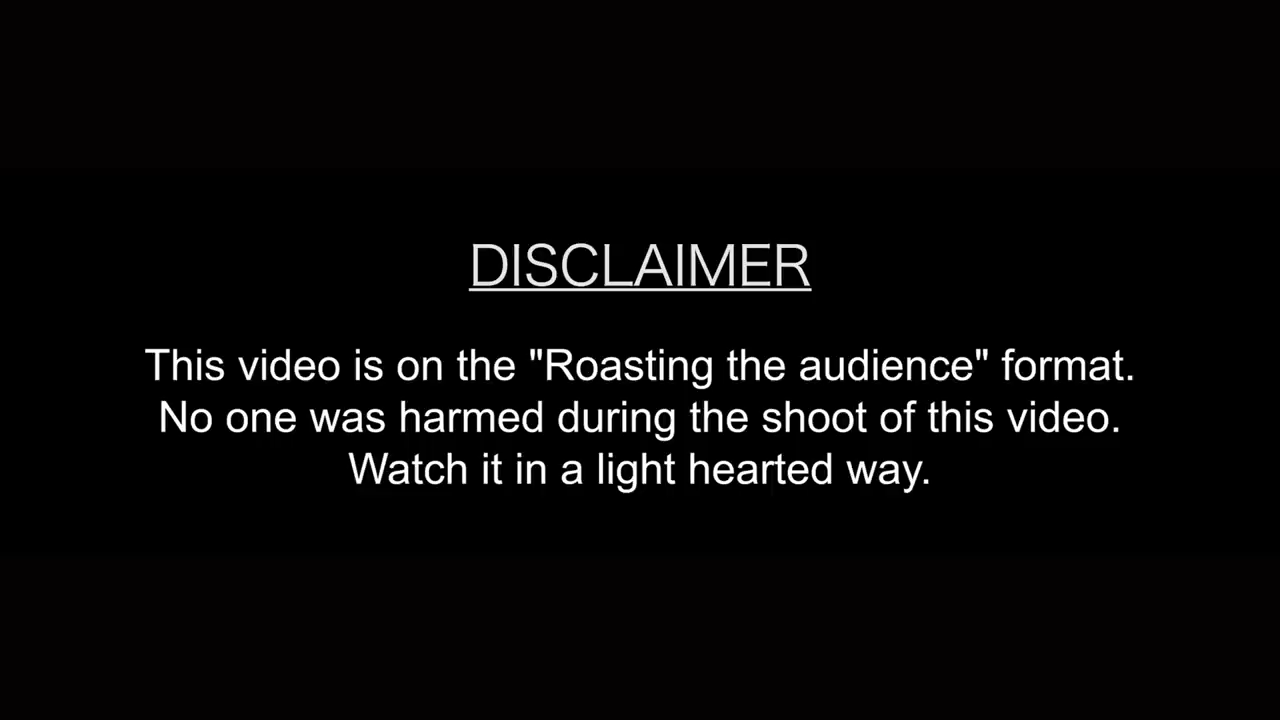 DISCLAIMER
This video is on the "Roasting the audience" format.
No one was harmed during the shoot of this video.
Watch it in a light hearted way.